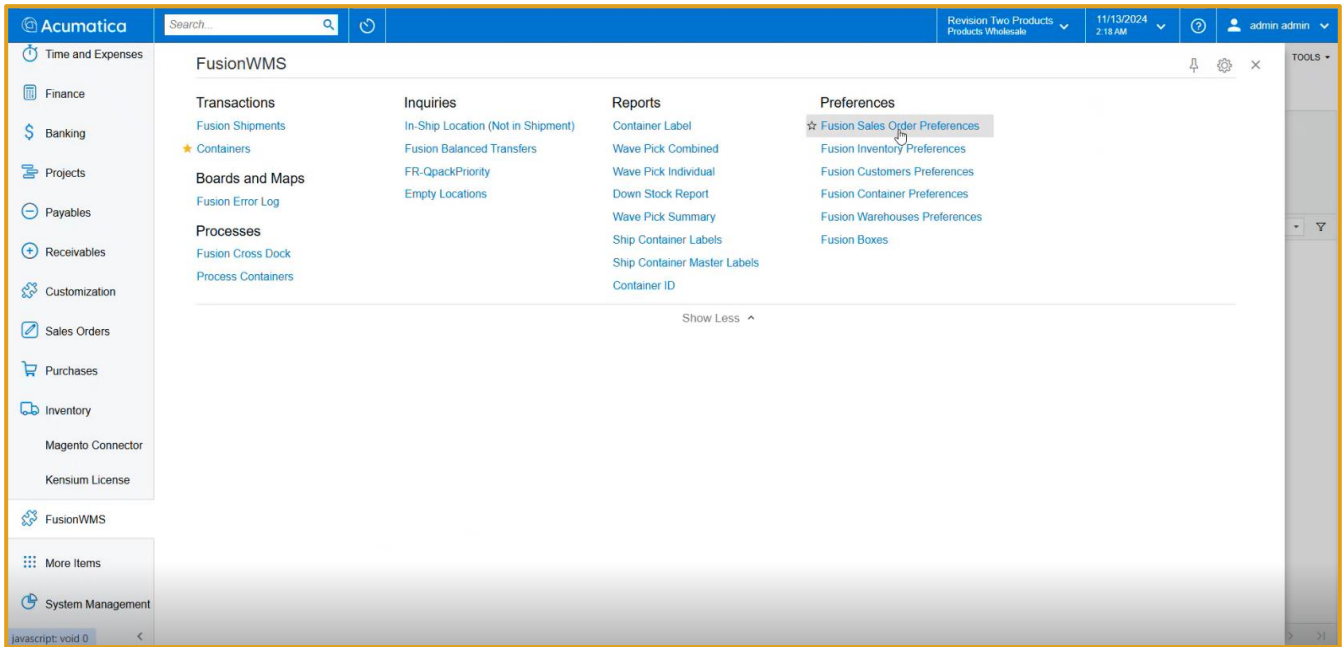 Acumatica
Search...
Revision Two Products
Products Wholesale
11/13/2024
2:18 AM
admin admin
Time and Expenses
Finance
Banking
Projects
Payables
Receivables
Customization
Sales Orders
Purchases
Inventory
Magento Connector
Kensium License
FusionWMS
More Items
System Management
javascript: void 0
FusionWMS
TOOLS
Transactions
Fusion Shipments
Containers
Boards and Maps
Fusion Error Log
Processes
Fusion Cross Dock
Process Containers
Inquiries
In-Ship Location (Not in Shipment)
Fusion Balanced Transfers
FR-QpackPriority
Empty Locations
Reports
Container Label
Wave Pick Combined
Wave Pick Individual
Down Stock Report
Wave Pick Summary
Ship Container Labels
Ship Container Master Labels
Container ID
Preferences
Fusion Sales Order Preferences
Fusion Inventory Preferences
Fusion Customers Preferences
Fusion Container Preferences
Fusion Warehouses Preferences
Fusion Boxes
Show Less